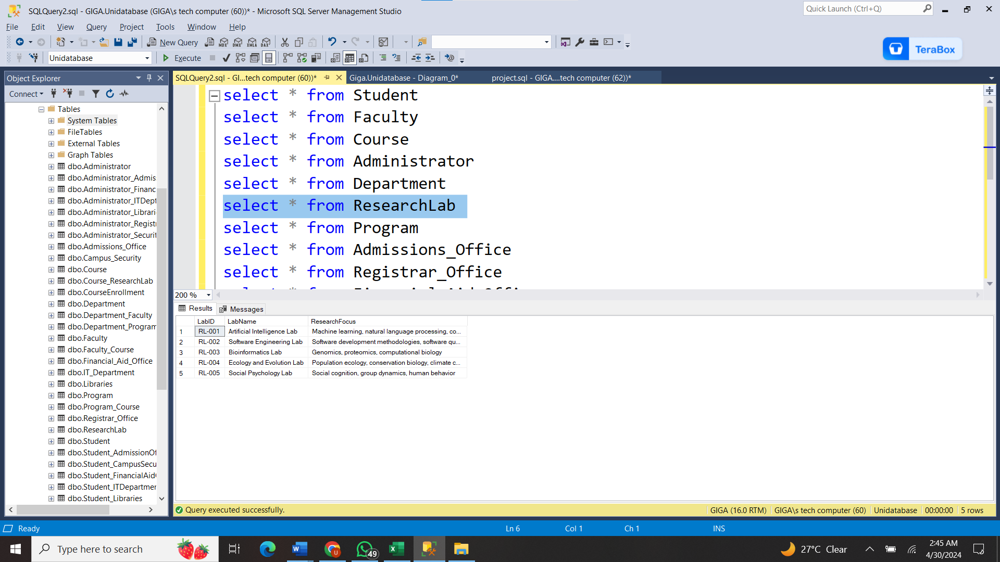 SQLQuery2.sql - GIGA.Unidatabase (GIGA\s tech computer (60))* - Microsoft SQL Server Management Studio
Quick Launch (Ctrl+Q)
File Edit View Query Project Tools Window Help
New Query
MDX DMX XMLA DAX
TeraBox
Unidatabase
Execute
Object Explorer
SQLQuery2.sql - GI...tech computer (60))*
Giga.Unidatabase - Diagram_0*
project.sql - GIGA....tech computer (62))*
Connect
Tables
System Tables
FileTables
External Tables
Graph Tables
dbo.Administrator
dbo.Administrator_Admis
dbo.Administrator_Financ
dbo.Administrator_ITDept
dbo.Administrator_Librari
dbo.Administrator_Registr
dbo.Administrator_Securit
dbo.Admissions_Office
dbo.Campus_Security
dbo.Course
dbo.Course_ResearchLab
dbo.CourseEnrollment
dbo.Department
dbo.Department_Faculty
dbo.Department_Program
dbo.Faculty
dbo.Faculty_Course
dbo.Financial_Aid_Office
dbo.IT_Department
dbo.Libraries
dbo.Program
dbo.Program_Course
dbo.Registrar_Office
dbo.ResearchLab
dbo.Student
dbo.Student_AdmissionOf
dbo.Student_CampusSecu
dbo.Student_FinancialAid
dbo.Student_ITDepartmen
dbo.Student_Libraries
select * from Student
select * from Faculty
select * from Course
select * from Administrator
select * from Department
select * from ResearchLab
select * from Program
select * from Admissions_Office
select * from Registrar_Office
200 %
Results Messages
LabID LabName ResearchFocus
1 RL-001 Artificial Intelligence Lab Machine learning, natural language processing, co...
2 RL-002 Software Engineering Lab Software development methodologies, software qu...
3 RL-003 Bioinformatics Lab Genomics, proteomics, computational biology
4 RL-004 Ecology and Evolution Lab Population ecology, conservation biology, climate c...
5 RL-005 Social Psychology Lab Social cognition, group dynamics, human behavior
Query executed successfully.
GIGA (16.0 RTM) GIGA\s tech computer (60) Unidatabase 00:00:00 5 rows
Ready
Ln 6 Col 1 Ch 1 INS
Type here to search
49
27°C Clear
2:45 AM
4/30/2024